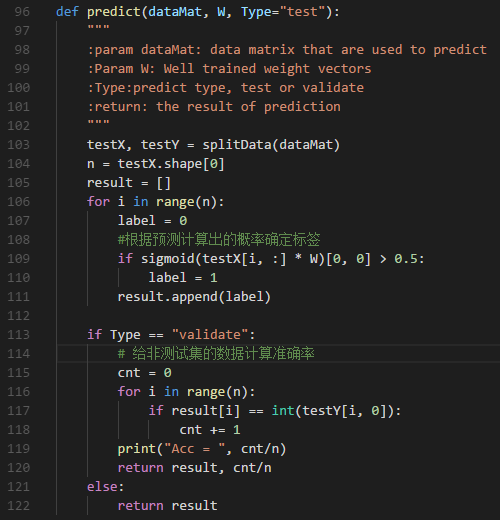 96 def predict(dataMat, W, Type="test"):
97 """
98 :param dataMat: data matrix that are used to predict
99 :Param W: Well trained weight vectors
100 :Type:predict type, test or validate
101 :return: the result of prediction
102 """
103 testX, testY = splitData(dataMat)
104 n = testX.shape[0]
105 result = []
106 for i in range(n):
107 label = 0
108 #根据预测计算出的概率确定标签
109 if sigmoid(testX[i, :] * W)[0, 0] > 0.5:
110 label = 1
111 result.append(label)
112
113 if Type == "validate":
114 # 给非测试集的数据计算准确率
115 cnt = 0
116 for i in range(n):
117 if result[i] == int(testY[i, 0]):
118 cnt += 1
119 print("Acc = ", cnt/n)
120 return result, cnt/n
121 else:
122 return result